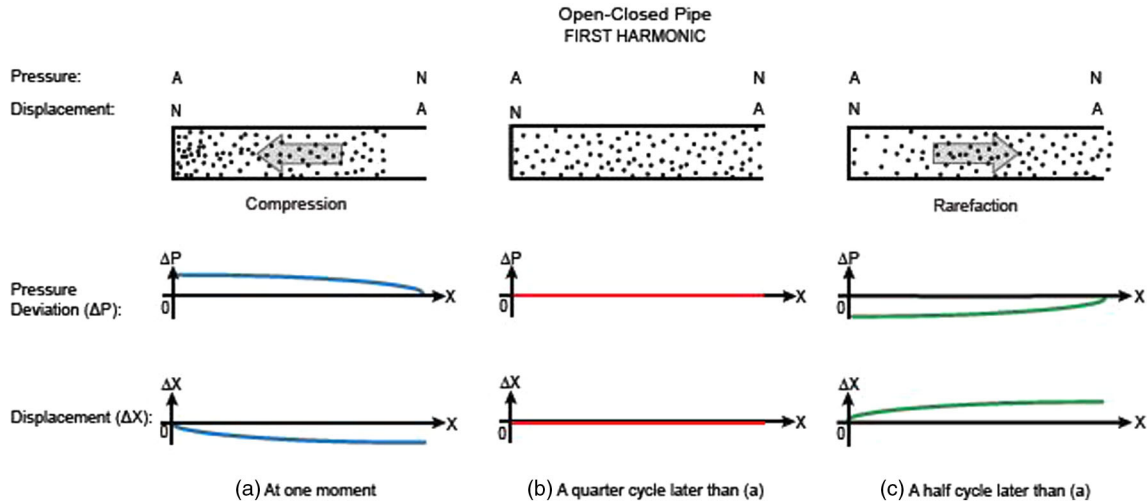 Open-Closed Pipe
FIRST HARMONIC
Pressure: A N A N A N
Displacement: N A N A N A
Compression Rarefaction
ΔP ΔP ΔP
Pressure
Deviation (ΔP):
0 X 0 X 0 X
ΔX ΔX ΔX
Displacement (ΔX):
0 X 0 X 0 X
(a) At one moment (b) A quarter cycle later than (a) (c) A half cycle later than (a)